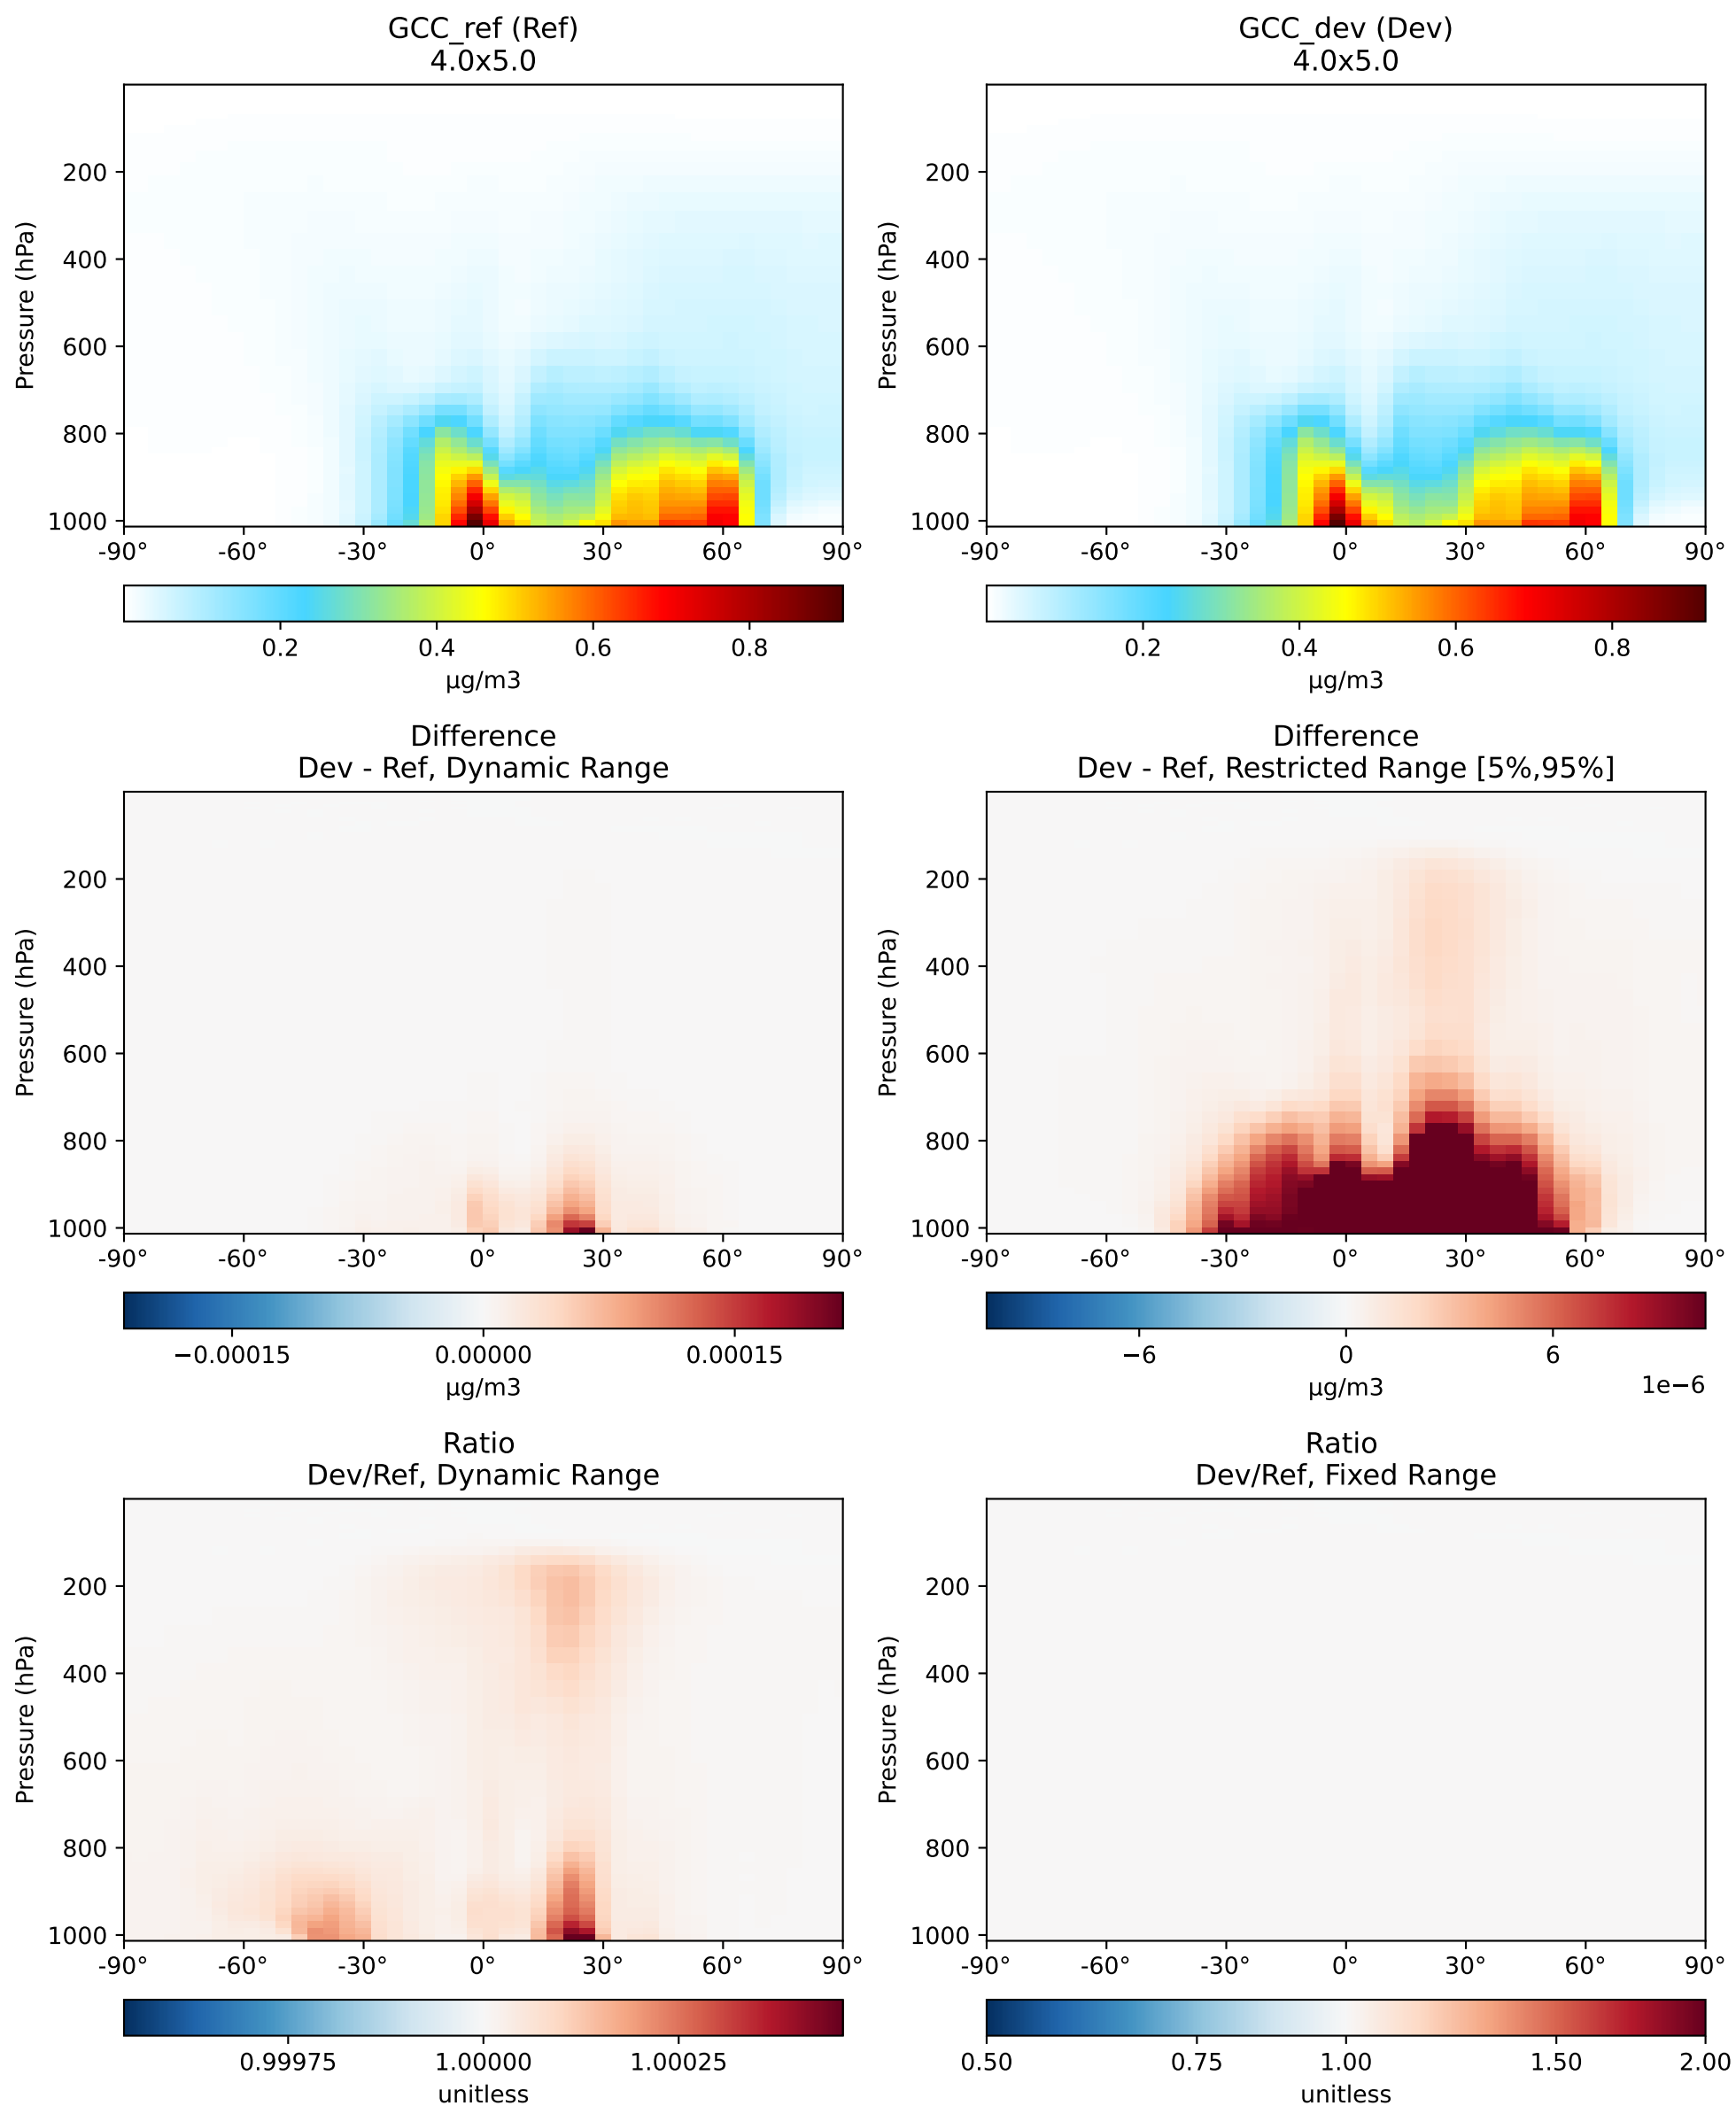 GCC_ref (Ref)
4.0x5.0
GCC_dev (Dev)
4.0x5.0
Pressure (hPa)
200
400
600
800
1000
-90° -60° -30° 0° 30° 60° 90°
0.2 0.4 0.6 0.8
µg/m3
Pressure (hPa)
200
400
600
800
1000
-90° -60° -30° 0° 30° 60° 90°
0.2 0.4 0.6 0.8
µg/m3
Difference
Dev - Ref, Dynamic Range
Difference
Dev - Ref, Restricted Range [5%,95%]
Pressure (hPa)
200
400
600
800
1000
-90° -60° -30° 0° 30° 60° 90°
−0.00015 0.00000 0.00015
µg/m3
Pressure (hPa)
200
400
600
800
1000
-90° -60° -30° 0° 30° 60° 90°
−6 0 6
µg/m3
1e−6
Ratio
Dev/Ref, Dynamic Range
Ratio
Dev/Ref, Fixed Range
Pressure (hPa)
200
400
600
800
1000
-90° -60° -30° 0° 30° 60° 90°
0.99975 1.00000 1.00025
unitless
Pressure (hPa)
200
400
600
800
1000
-90° -60° -30° 0° 30° 60° 90°
0.50 0.75 1.00 1.50 2.00
unitless